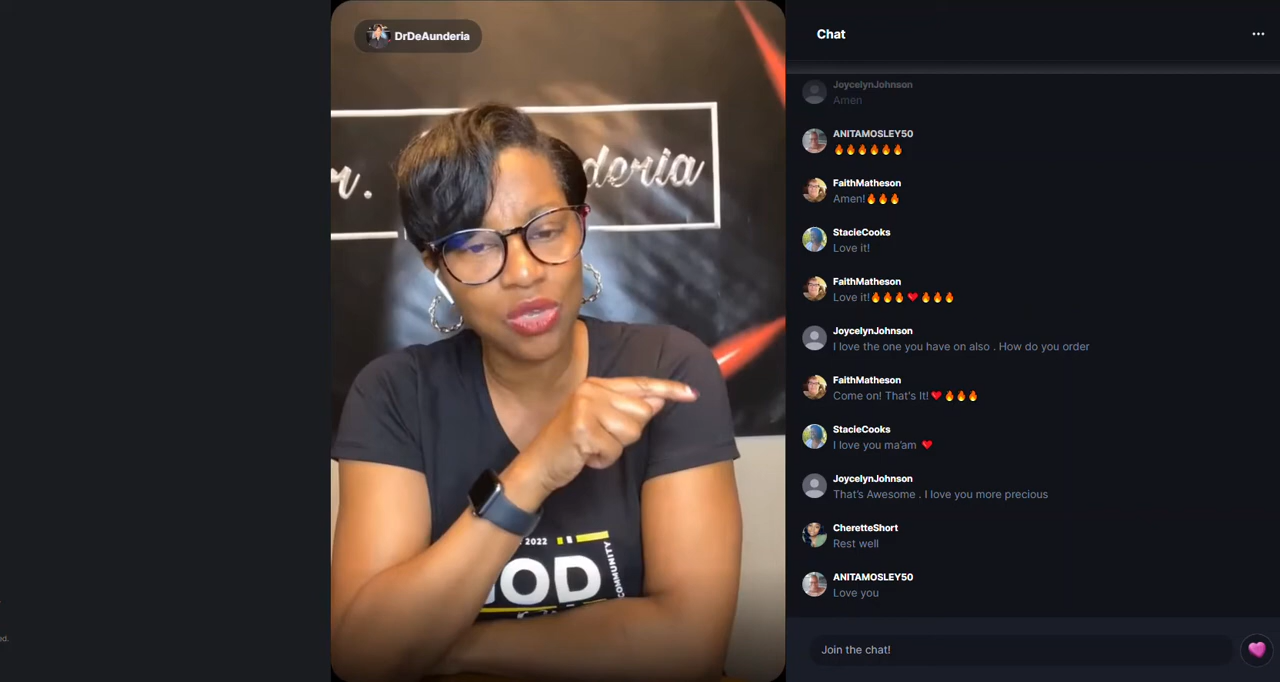 DrDeAunderia
r.
deria
2022
OD
COMMUNITY
ed.
Chat
JoycelynJohnson
Amen
ANITAMOSLEY50
🔥🔥🔥🔥🔥🔥
FaithMatheson
Amen!🔥🔥🔥
StacieCooks
Love it!
FaithMatheson
Love it!🔥🔥🔥❤️🔥🔥🔥
JoycelynJohnson
I love the one you have on also . How do you order
FaithMatheson
Come on! That's It!❤️🔥🔥🔥
StacieCooks
I love you ma'am ❤️
JoycelynJohnson
That's Awesome . I love you more precious
CheretteShort
Rest well
ANITAMOSLEY50
Love you
Join the chat!